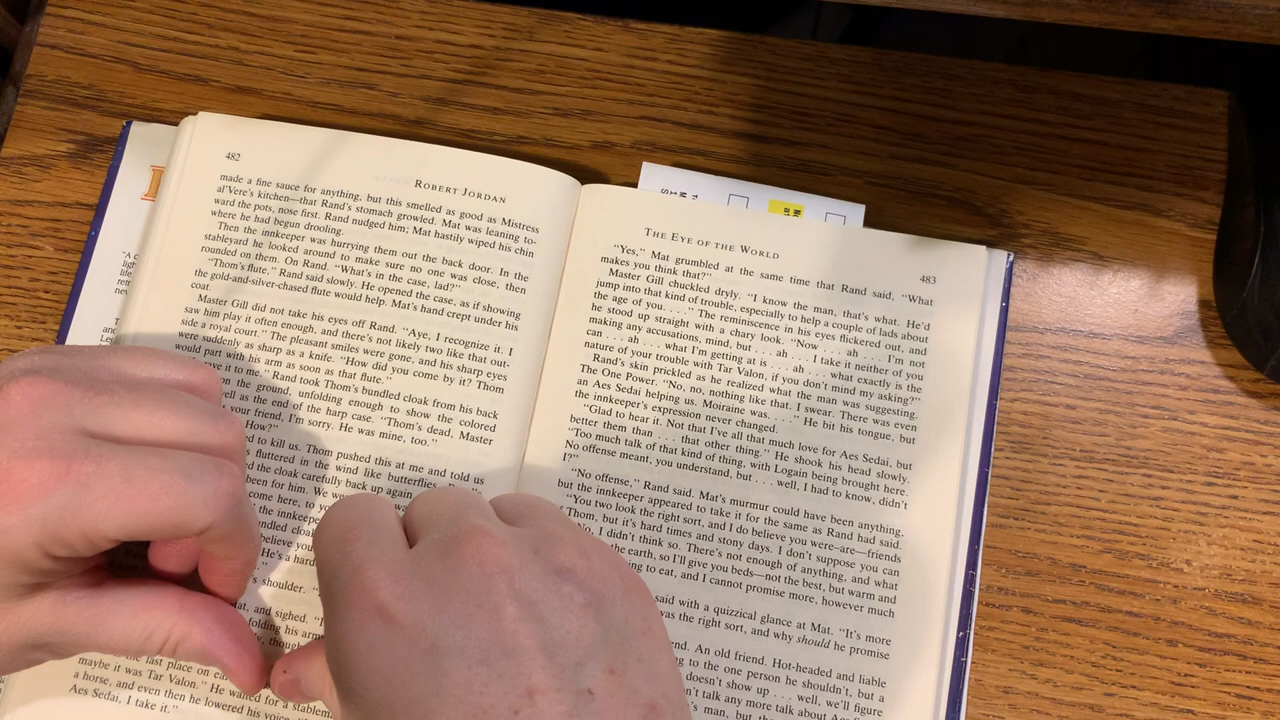 482
ROBERT JORDAN
made a fine sauce for anything, but this smelled as good as Mistress
al'Vere's kitchen—that Rand's stomach growled. Mat was leaning to-
ward the pots, nose first. Rand nudged him; Mat hastily wiped his chin
where he had begun drooling.
Then the innkeeper was hurrying them out the back door. In the
stableyard he looked around to make sure no one was close, then
rounded on them. On Rand. "What's in the case, lad?"
"Thom's flute," Rand said slowly. He opened the case, as if showing
the gold-and-silver-chased flute would help. Mat's hand crept under his
coat.
Master Gill did not take his eyes off Rand. "Aye, I recognize it. I
saw him play it often enough, and there's not likely two like that out-
side a royal court." The pleasant smiles were gone, and his sharp eyes
were suddenly as sharp as a knife. "How did you come by it? Thom
would part with his arm as soon as that flute."
gave it to me." Rand took Thom's bundled cloak from his back
on the ground, unfolding enough to show the colored
well as the end of the harp case. "Thom's dead, Master
your friend, I'm sorry. He was mine, too."
How?"
ed to kill us. Thom pushed this at me and told us
s fluttered in the wind like butterflies.
d the cloak carefully back up again
been for him. We we
come here, to yo
the innkeeper
undled cloa
believe you
He's a hard
s shoulder. "
at, and sighed. "I
folding his arm
though
the last place on ea
maybe it was Tar Valon." He waited for a stablem
a horse, and even then he lowered his voice.
Aes Sedai, I take it."
THE EYE OF THE WORLD
483
"Yes," Mat grumbled at the same time that Rand said, "What
makes you think that?"
Master Gill chuckled dryly. "I know the man, that's what. He'd
jump into that kind of trouble, especially to help a couple of lads about
the age of you. . . ." The reminiscence in his eyes flickered out, and
he stood up straight with a chary look. "Now . . . ah . . . I'm not
making any accusations, mind, but . . . ah . . . I take it neither of you
can . . . ah . . . what I'm getting at is . . . ah . . . what exactly is the
nature of your trouble with Tar Valon, if you don't mind my asking?"
Rand's skin prickled as he realized what the man was suggesting.
The One Power. "No, no, nothing like that. I swear. There was even
an Aes Sedai helping us. Moiraine was. . . ." He bit his tongue, but
the innkeeper's expression never changed.
"Glad to hear it. Not that I've all that much love for Aes Sedai, but
better them than . . . that other thing." He shook his head slowly.
"Too much talk of that kind of thing, with Logain being brought here.
No offense meant, you understand, but . . . well, I had to know, didn't
I?"
"No offense," Rand said. Mat's murmur could have been anything,
but the innkeeper appeared to take it for the same as Rand had said.
"You two look the right sort, and I do believe you were—are—friends
Thom, but it's hard times and stony days. I don't suppose you can
No, I didn't think so. There's not enough of anything, and what
the earth, so I'll give you beds—not the best, but warm and
ing to eat, and I cannot promise more, however much
said with a quizzical glance at Mat. "It's more
was the right sort, and why should he promise
nd. An old friend. Hot-headed and liable
g to the one person he shouldn't, but a
doesn't show up . . . well, we'll figure
n't talk any more talk about Aes
's man, but